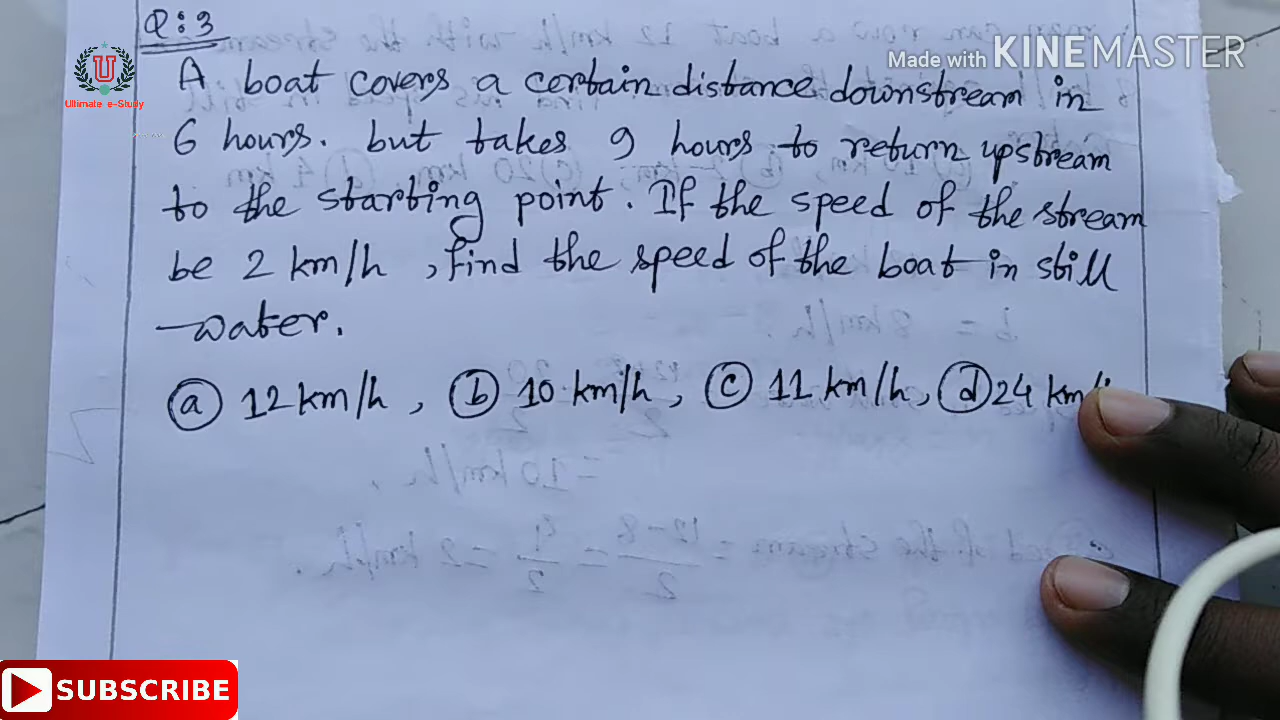 Q:3
Made with KINEMASTER
U
Ultimate e-Study
A boat covers a certain distance downstream in
6 hours. but takes 9 hours to return upstream
to the starting point. If the speed of the stream
be 2 km/h , find the speed of the boat in still
water.
(a) 12 km/h , (b) 10 km/h , (c) 11 km/h , (d) 24 km/
SUBSCRIBE